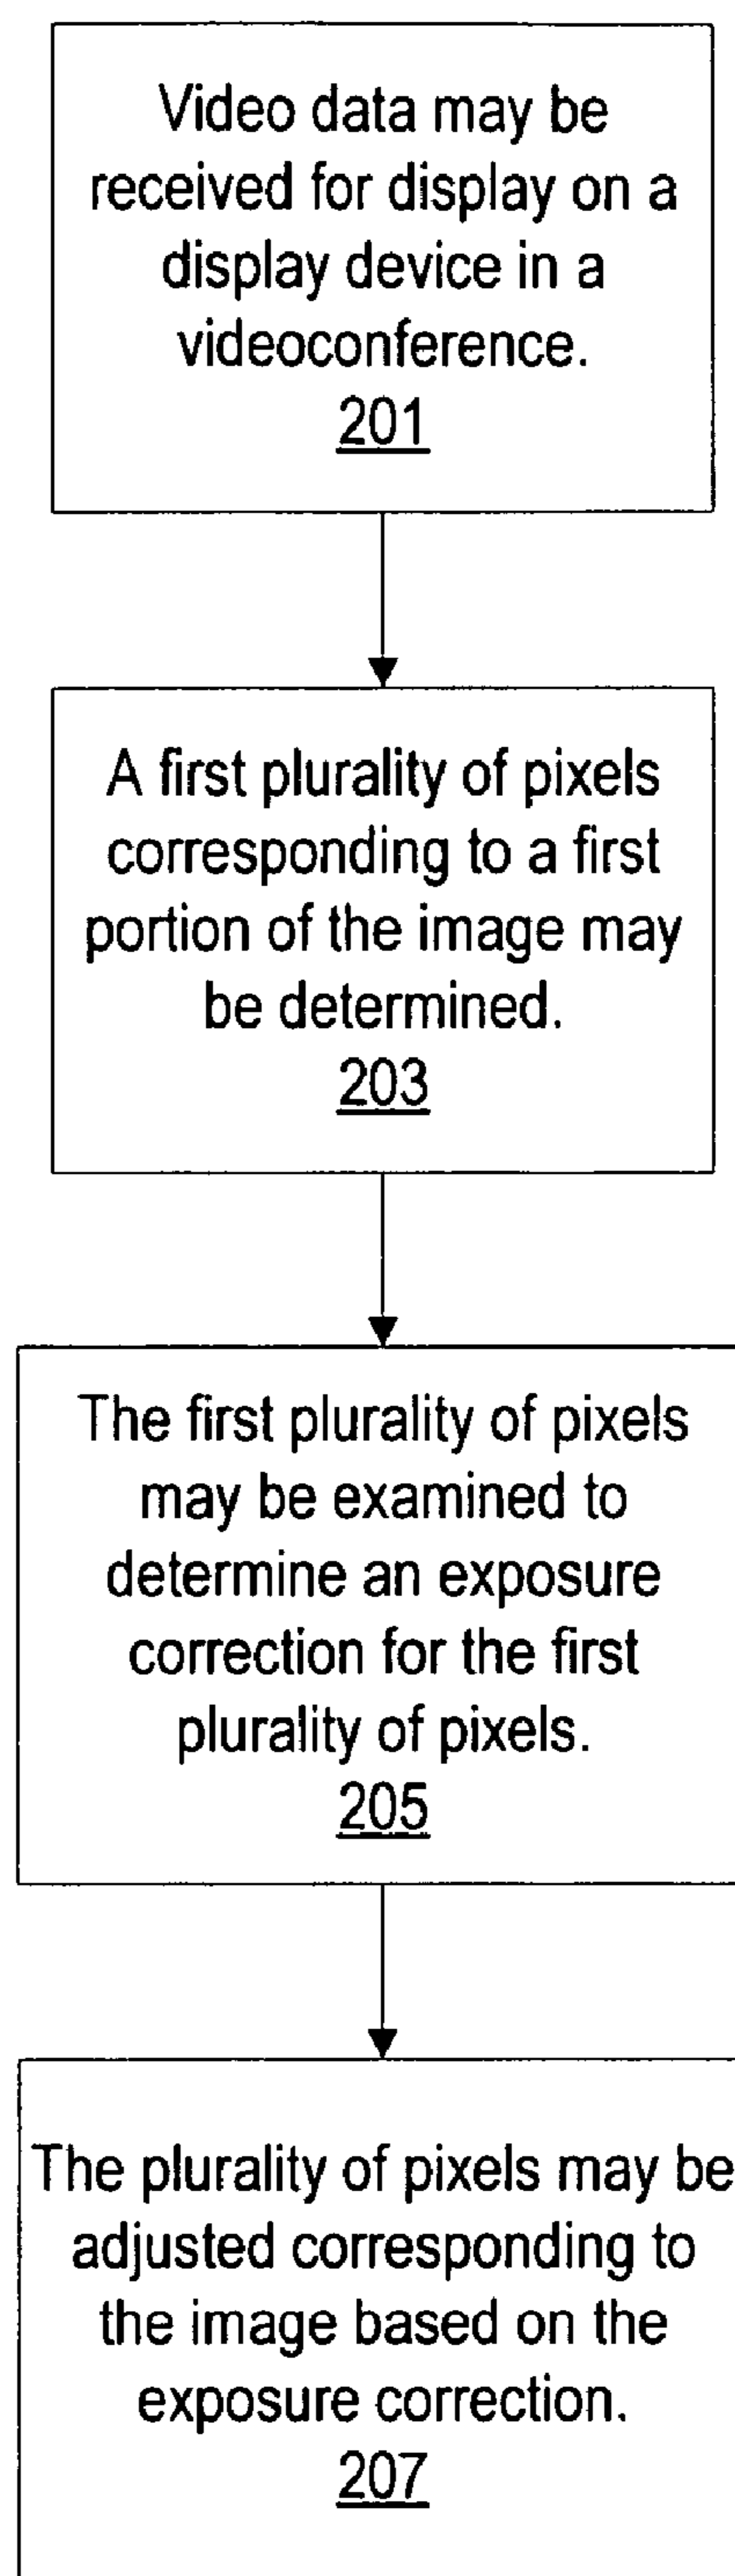 Video data may be
received for display on a
display device in a
videoconference.
201
A first plurality of pixels
corresponding to a first
portion of the image may
be determined.
203
The first plurality of pixels
may be examined to
determine an exposure
correction for the first
plurality of pixels.
205
The plurality of pixels may be
adjusted corresponding to
the image based on the
exposure correction.
207